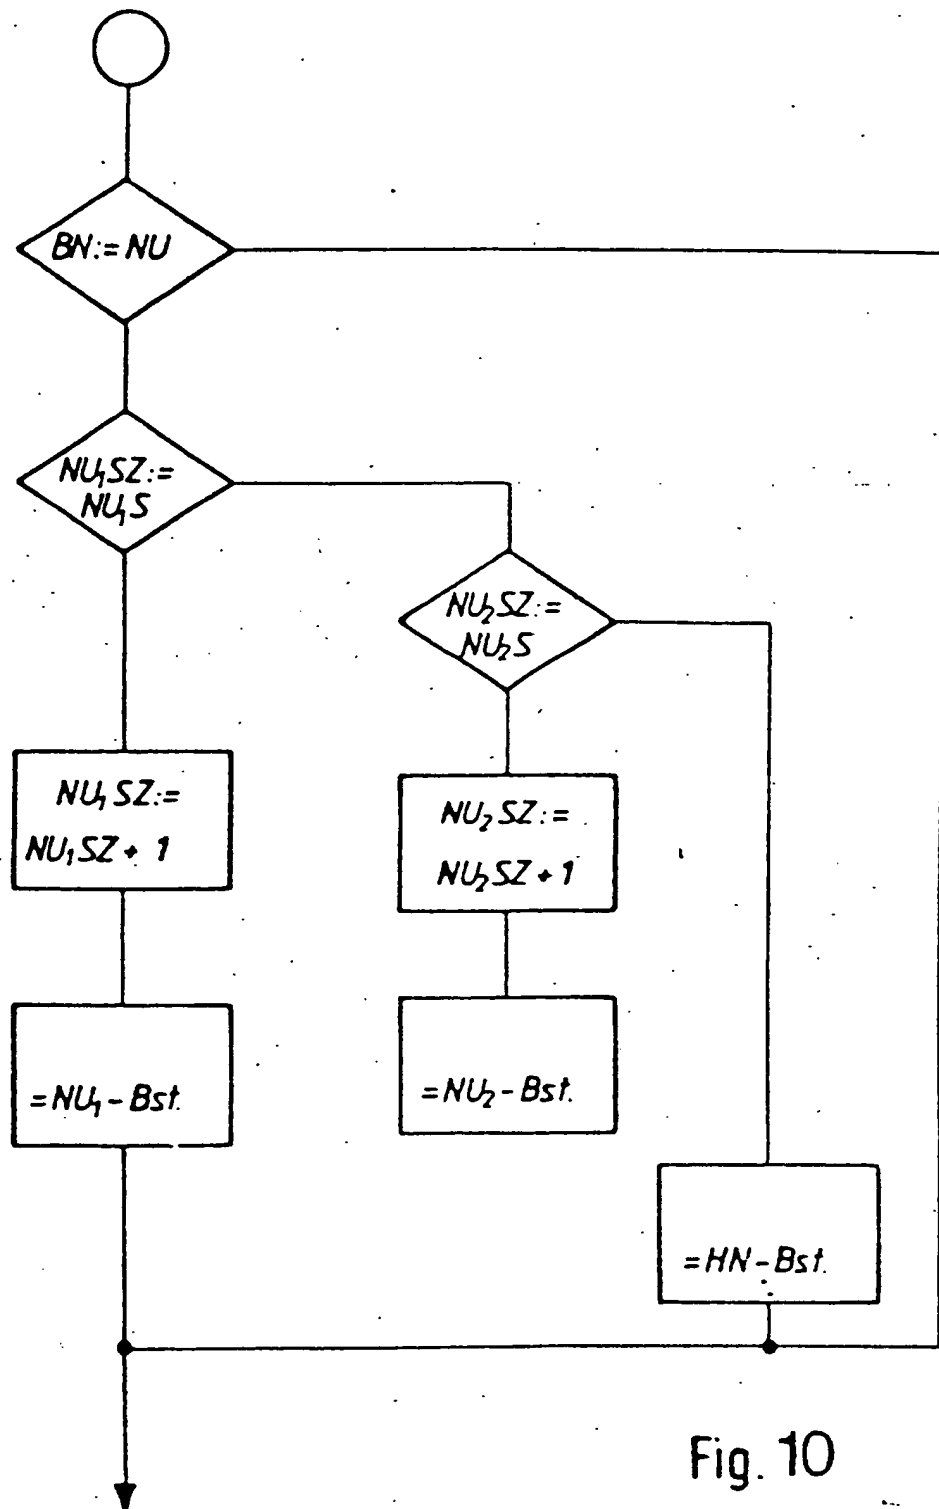 BN:= NU
NU₁SZ:=
NU₁S
NU₂SZ:=
NU₂S
NU₁SZ:=
NU₁SZ + 1
NU₂SZ:=
NU₂SZ + 1
=NU₁-Bst.
=NU₂-Bst.
=HN-Bst.
Fig. 10